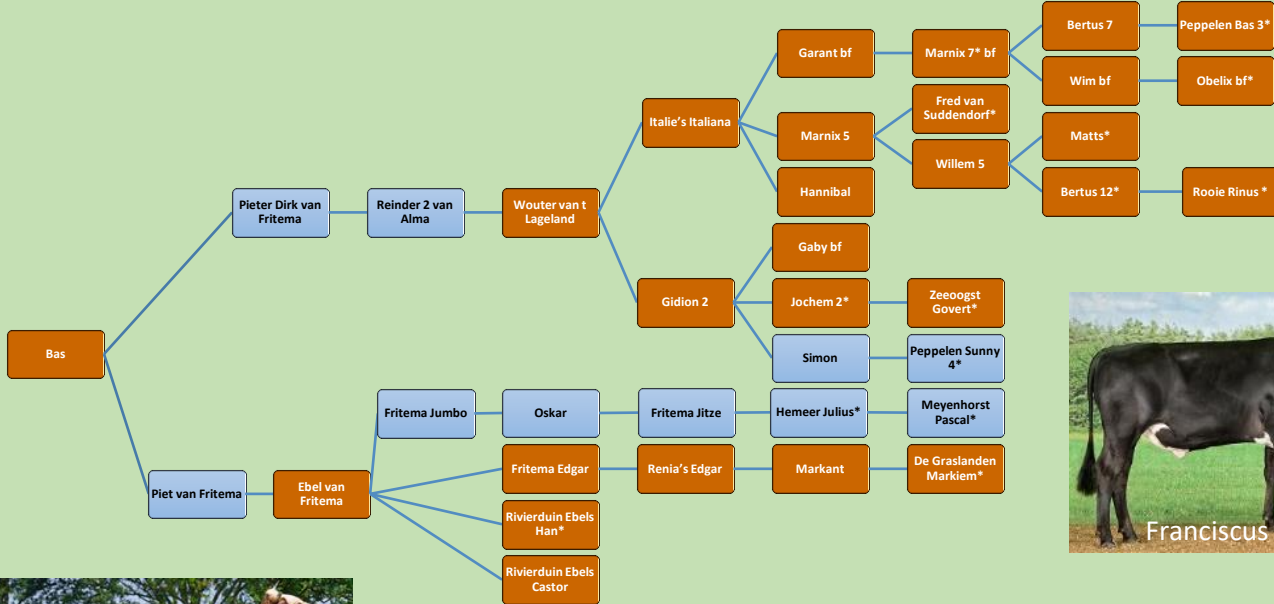 Bertus 7
Peppelen Bas 3*
Garant bf
Marnix 7* bf
Wim bf
Obelix bf*
Italie's Italiana
Fred van
Suddendorf*
Marnix 5
Matts*
Willem 5
Hannibal
Bertus 12*
Rooie Rinus *
Pieter Dirk van
Fritema
Reinder 2 van
Alma
Wouter van t
Lageland
Gaby bf
Gidion 2
Jochem 2*
Zeeoogst
Govert*
Bas
Simon
Peppelen Sunny
4*
Fritema Jumbo
Oskar
Fritema Jitze
Hemeer Julius*
Meyenhorst
Pascal*
Fritema Edgar
Renia's Edgar
Markant
De Graslanden
Markiem*
Piet van Fritema
Ebel van
Fritema
Rivierduin Ebels
Han*
Rivierduin Ebels
Castor
Franciscus